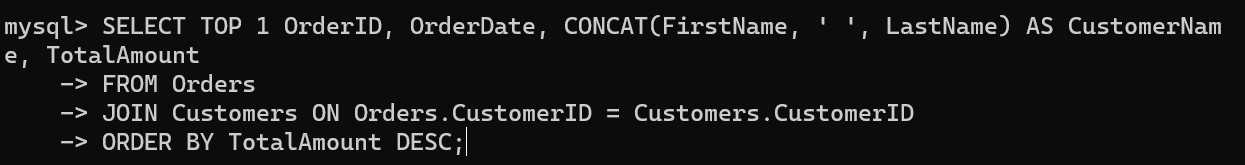 mysql> SELECT TOP 1 OrderID, OrderDate, CONCAT(FirstName, ' ', LastName) AS CustomerNam
e, TotalAmount
    -> FROM Orders
    -> JOIN Customers ON Orders.CustomerID = Customers.CustomerID
    -> ORDER BY TotalAmount DESC;